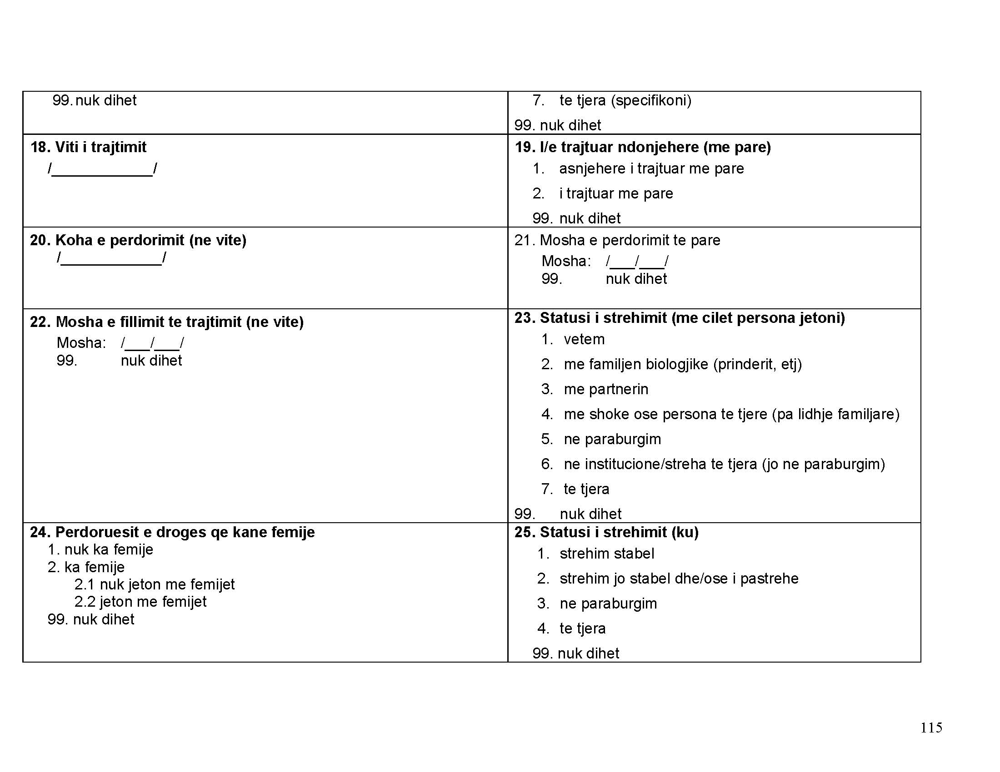 99. nuk dihet
7. te tjera (specifikoni)
99. nuk dihet
18. Viti i trajtimit
/____________/
19. I/e trajtuar ndonjehere (me pare)
1. asnjehere i trajtuar me pare
2. i trajtuar me pare
99. nuk dihet
20. Koha e perdorimit (ne vite)
/____________/
21. Mosha e perdorimit te pare
Mosha: /___/___/
99. nuk dihet
22. Mosha e fillimit te trajtimit (ne vite)
Mosha: /___/___/
99. nuk dihet
23. Statusi i strehimit (me cilet persona jetoni)
1. vetem
2. me familjen biologjike (prinderit, etj)
3. me partnerin
4. me shoke ose persona te tjere (pa lidhje familjare)
5. ne paraburgim
6. ne institucione/streha te tjera (jo ne paraburgim)
7. te tjera
99. nuk dihet
24. Perdoruesit e droges qe kane femije
1. nuk ka femije
2. ka femije
2.1 nuk jeton me femijet
2.2 jeton me femijet
99. nuk dihet
25. Statusi i strehimit (ku)
1. strehim stabel
2. strehim jo stabel dhe/ose i pastrehe
3. ne paraburgim
4. te tjera
99. nuk dihet
115